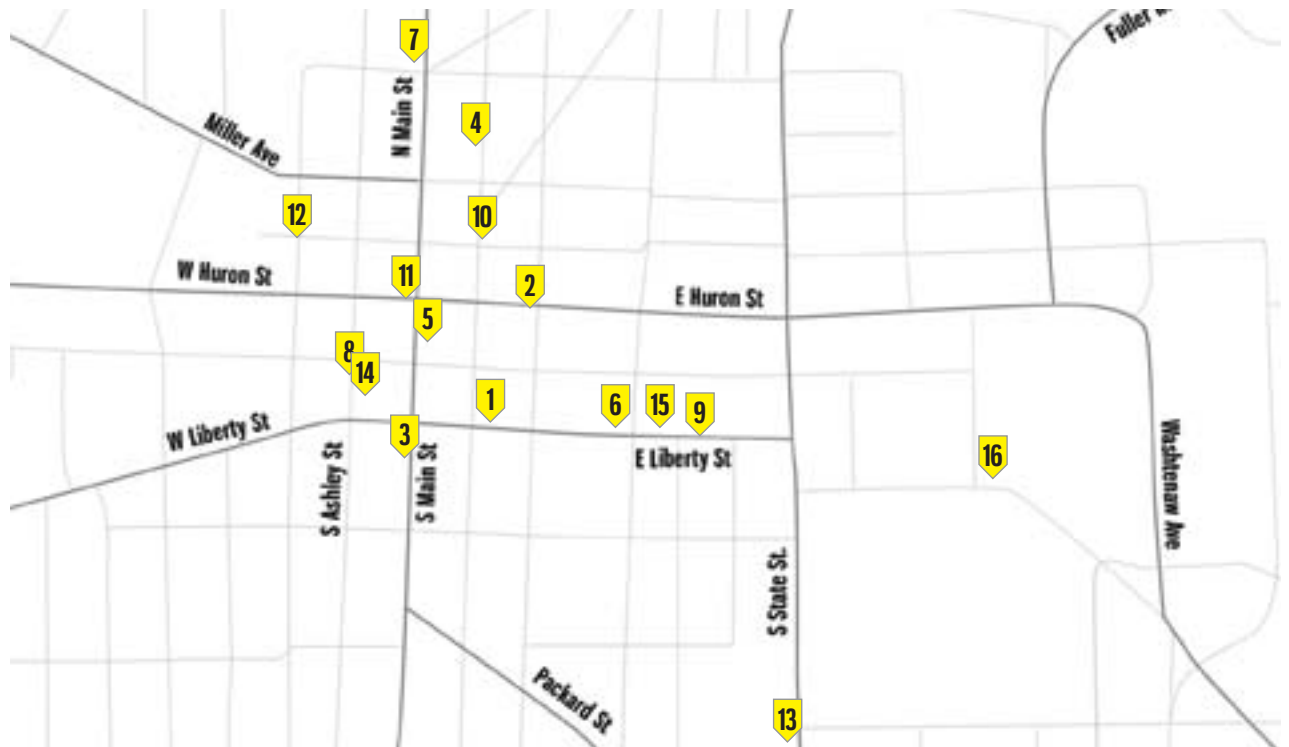 7
Fuller
N Main St
4
Miller Ave
12
10
W Huron St
11
2
E Huron St
5
8
14
1
6
15
9
W Liberty St
3
E Liberty St
16
S Ashley St
S Main St
Washtenaw Ave
S State St.
Packard St
13